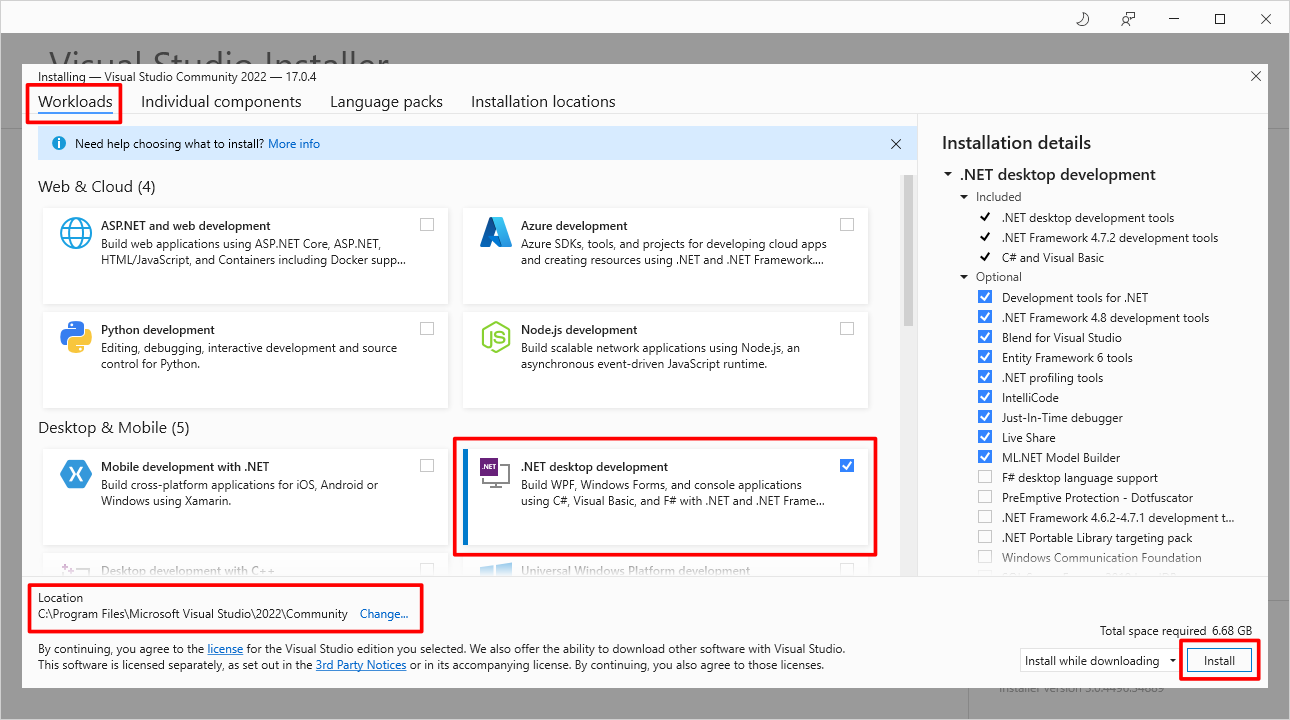 Visual Studio Installer
Installing — Visual Studio Community 2022 — 17.0.4
Workloads
Individual components
Language packs
Installation locations
Need help choosing what to install? More info
Web & Cloud (4)
ASP.NET and web development
Build web applications using ASP.NET Core, ASP.NET,
HTML/JavaScript, and Containers including Docker supp...
Azure development
Azure SDKs, tools, and projects for developing cloud apps
and creating resources using .NET and .NET Framework....
Python development
Editing, debugging, interactive development and source
control for Python.
Node.js development
Build scalable network applications using Node.js, an
asynchronous event-driven JavaScript runtime.
Desktop & Mobile (5)
Mobile development with .NET
Build cross-platform applications for iOS, Android or
Windows using Xamarin.
.NET
.NET desktop development
Build WPF, Windows Forms, and console applications
using C#, Visual Basic, and F# with .NET and .NET Frame...
Desktop development with C++
Universal Windows Platform development
Installation details
.NET desktop development
Included
.NET desktop development tools
.NET Framework 4.7.2 development tools
C# and Visual Basic
Optional
Development tools for .NET
.NET Framework 4.8 development tools
Blend for Visual Studio
Entity Framework 6 tools
.NET profiling tools
IntelliCode
Just-In-Time debugger
Live Share
ML.NET Model Builder
F# desktop language support
PreEmptive Protection - Dotfuscator
.NET Framework 4.6.2-4.7.1 development t...
.NET Portable Library targeting pack
Windows Communication Foundation
Location
C:\Program Files\Microsoft Visual Studio\2022\Community
Change...
By continuing, you agree to the license for the Visual Studio edition you selected. We also offer the ability to download other software with Visual Studio.
This software is licensed separately, as set out in the 3rd Party Notices or in its accompanying license. By continuing, you also agree to those licenses.
Total space required 6.68 GB
Install while downloading
Install